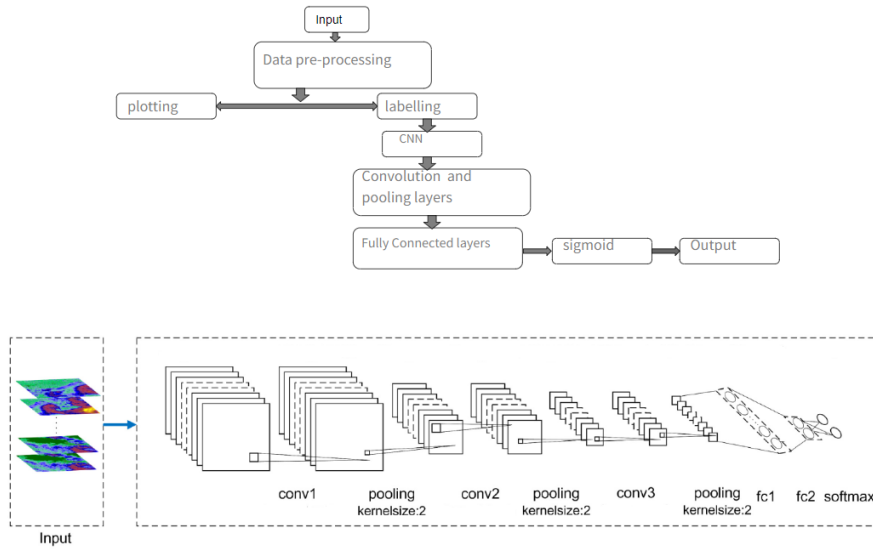 Input
Data pre-processing
plotting
labelling
CNN
Convolution and
pooling layers
Fully Connected layers
sigmoid
Output
conv1
pooling
kernelsize:2
conv2
pooling
kernelsize:2
conv3
pooling
kernelsize:2
fc1
fc2
softmax
Input